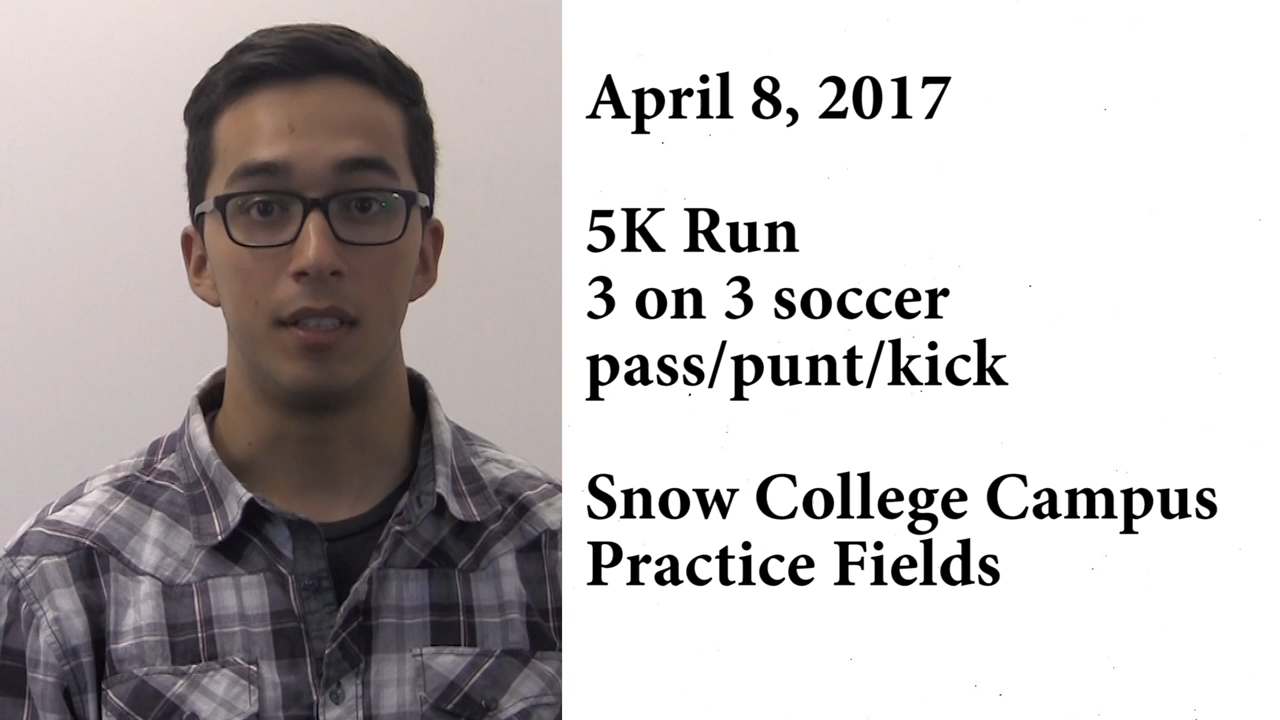 April 8, 2017
5K Run
3 on 3 soccer
pass/punt/kick
Snow College Campus
Practice Fields